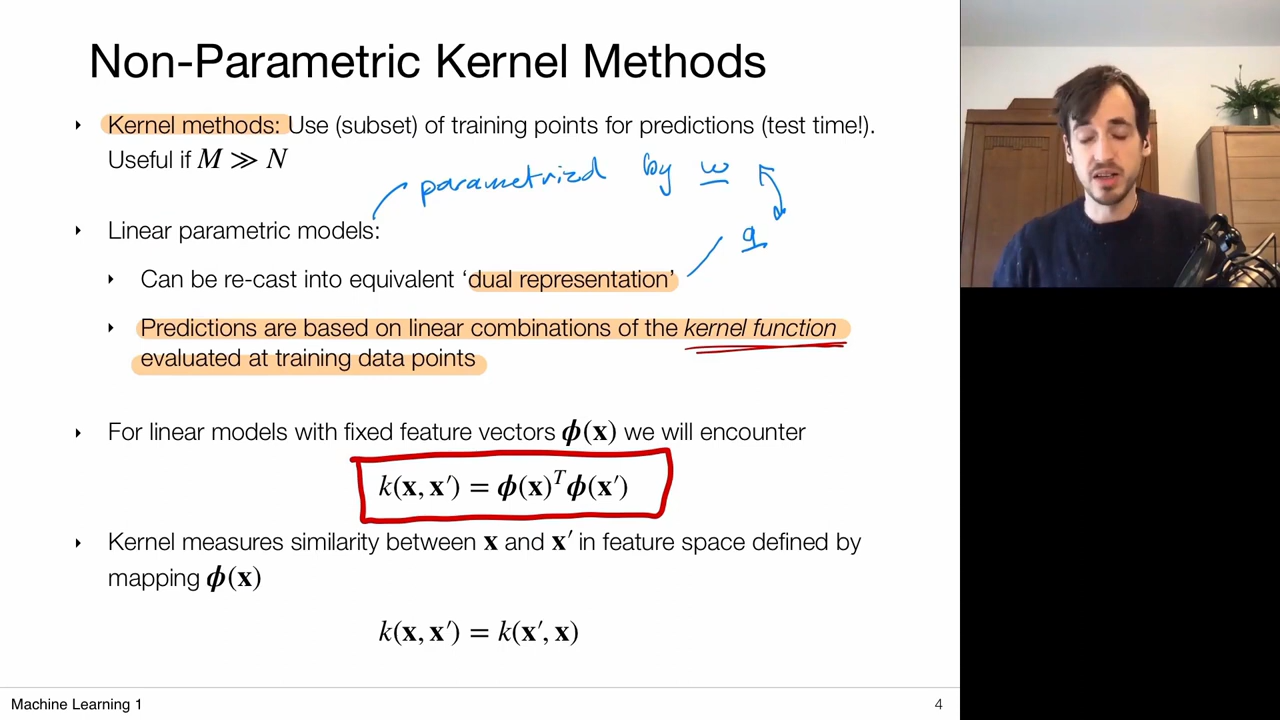 Non-Parametric Kernel Methods
‣ Kernel methods: Use (subset) of training points for predictions (test time!).
Useful if M ≫ N
parametrized by w
‣ Linear parametric models:
a
‣ Can be re-cast into equivalent ‘dual representation’
‣ Predictions are based on linear combinations of the kernel function
evaluated at training data points
‣ For linear models with fixed feature vectors ϕ(x) we will encounter
k(x, x′) = ϕ(x)ᵀϕ(x′)
‣ Kernel measures similarity between x and x′ in feature space defined by
mapping ϕ(x)
k(x, x′) = k(x′, x)
Machine Learning 1
4